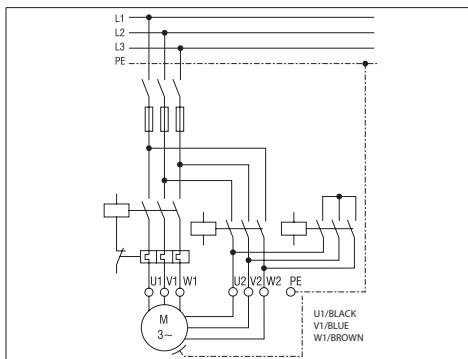 L1
L2
L3
PE
U1 V1 W1 U2 V2 W2 PE
M
3~
U1/BLACK
V1/BLUE
W1/BROWN